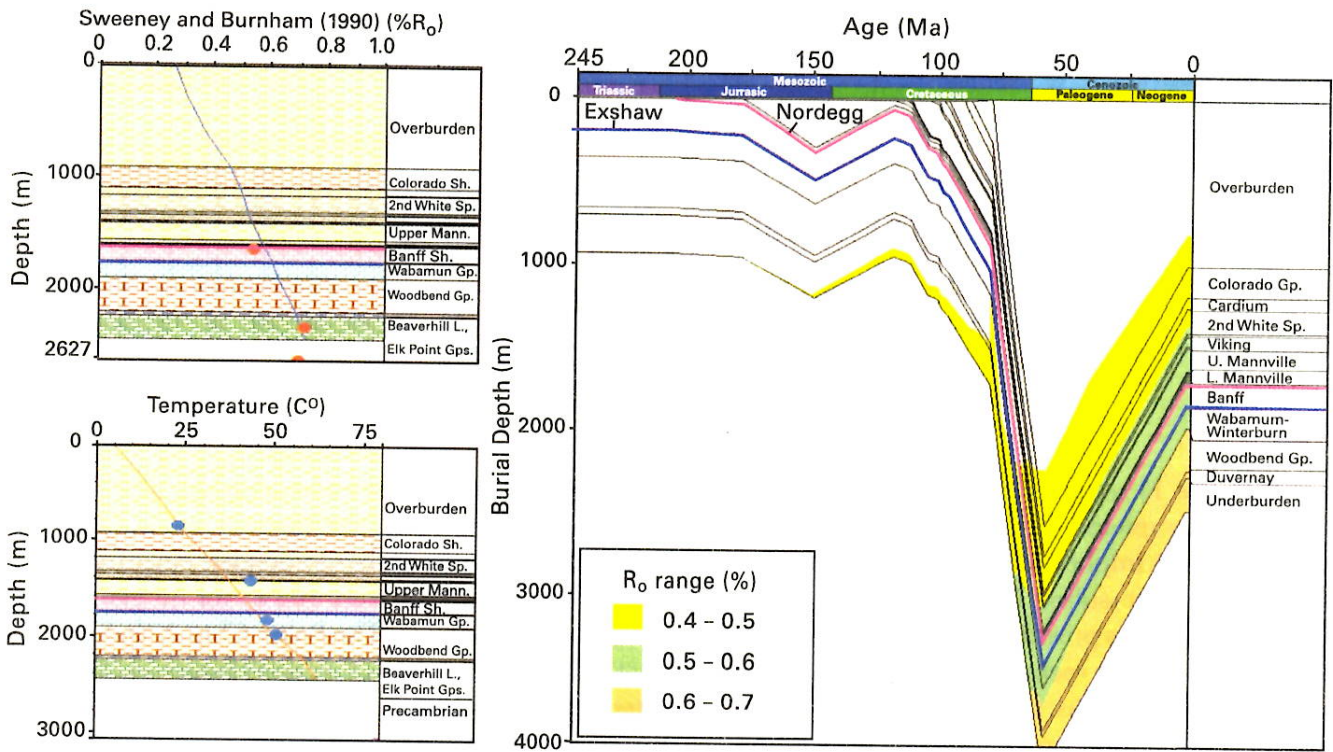 Sweeney and Burnham (1990) (%Ro)
0 0.2 0.4 0.6 0.8 1.0
Depth (m)
0
1000
2000
2627
Overburden
Colorado Sh.
2nd White Sp.
Upper Mann.
Banff Sh.
Wabamun Gp.
Woodbend Gp.
Beaverhill L.,
Elk Point Gps.
Temperature (Cº)
0 25 50 75
Depth (m)
0
1000
2000
3000
Overburden
Colorado Sh.
2nd White Sp.
Upper Mann.
Banff Sh.
Wabamun Gp.
Woodbend Gp.
Beaverhill L.,
Elk Point Gps.
Precambrian
Age (Ma)
245 200 150 100 50 0
Mesozoic Cenozoic
Triassic Jurrasic Cretaceous Paleogene Neogene
Burial Depth (m)
0
1000
2000
3000
4000
Exshaw
Nordegg
Ro range (%)
0.4 – 0.5
0.5 – 0.6
0.6 – 0.7
Overburden
Colorado Gp.
Cardium
2nd White Sp.
Viking
U. Mannville
L. Mannville
Banff
Wabamum-
Winterburn
Woodbend Gp.
Duvernay
Underburden